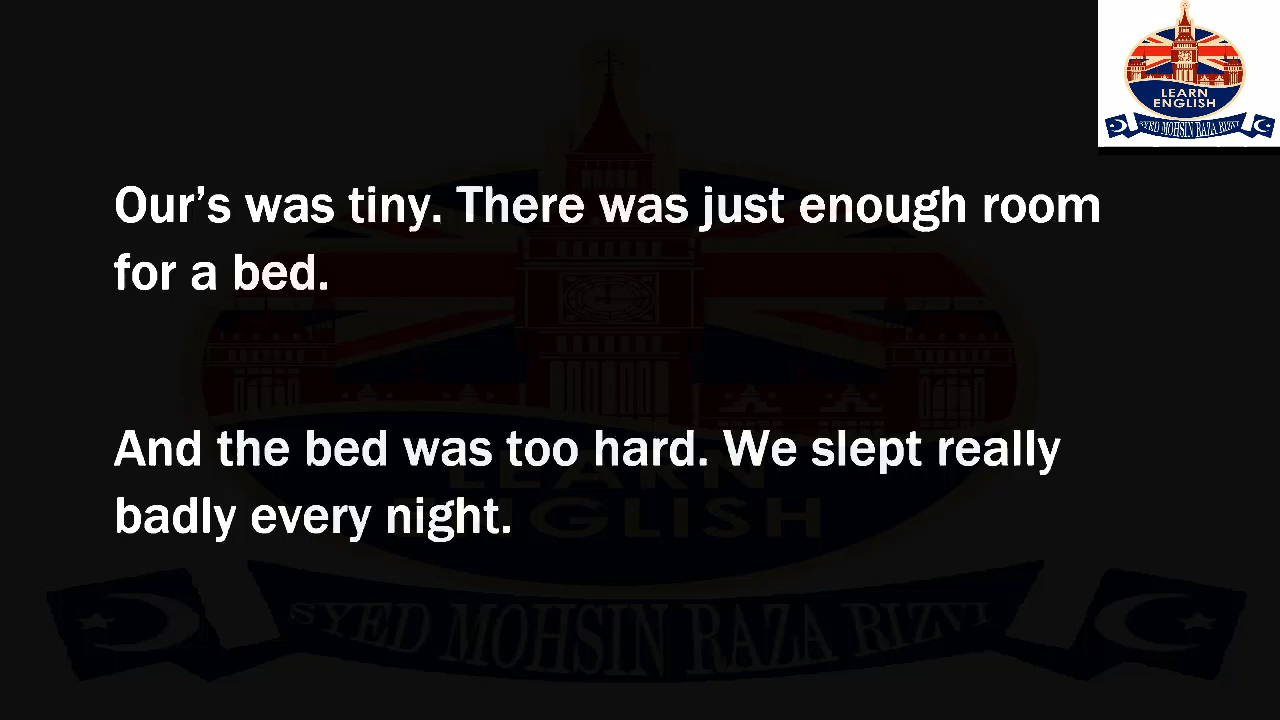 LEARN
ENGLISH
SYED MOHSIN RAZA RIZVI
Our’s was tiny. There was just enough room
for a bed.
And the bed was too hard. We slept really
badly every night.
LEARN
ENGLISH
SYED MOHSIN RAZA RIZVI